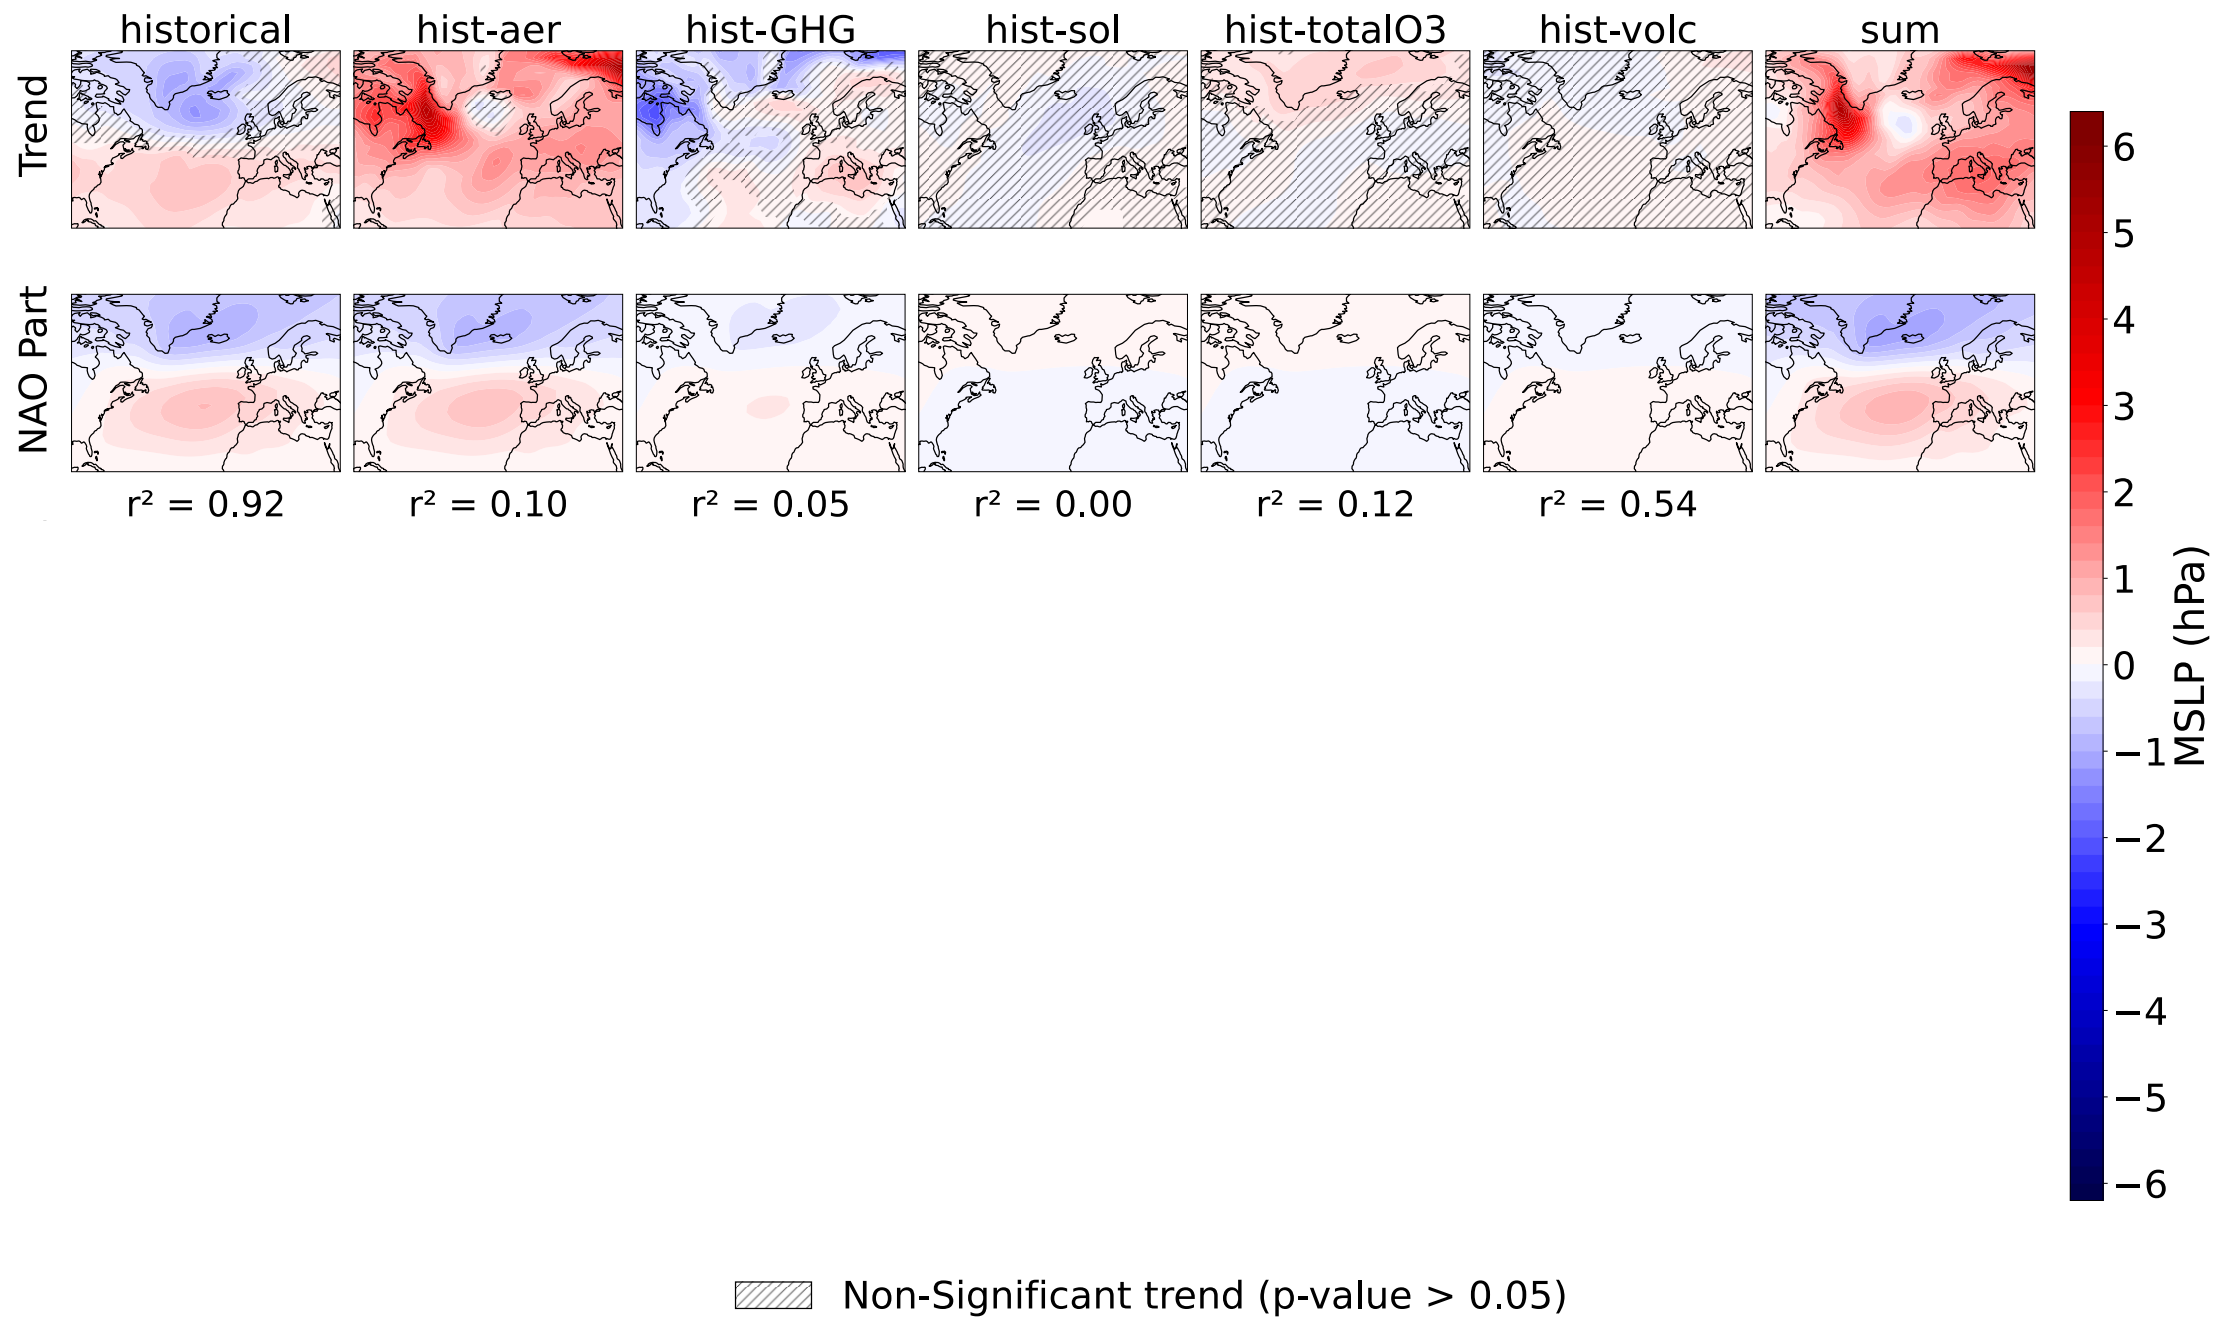 historical hist-aer hist-GHG hist-sol hist-totalO3 hist-volc sum
Trend
NAO Part
r² = 0.92 r² = 0.10 r² = 0.05 r² = 0.00 r² = 0.12 r² = 0.54
6
5
4
3
2
1
0
−1
−2
−3
−4
−5
−6
MSLP (hPa)
Non-Significant trend (p-value > 0.05)